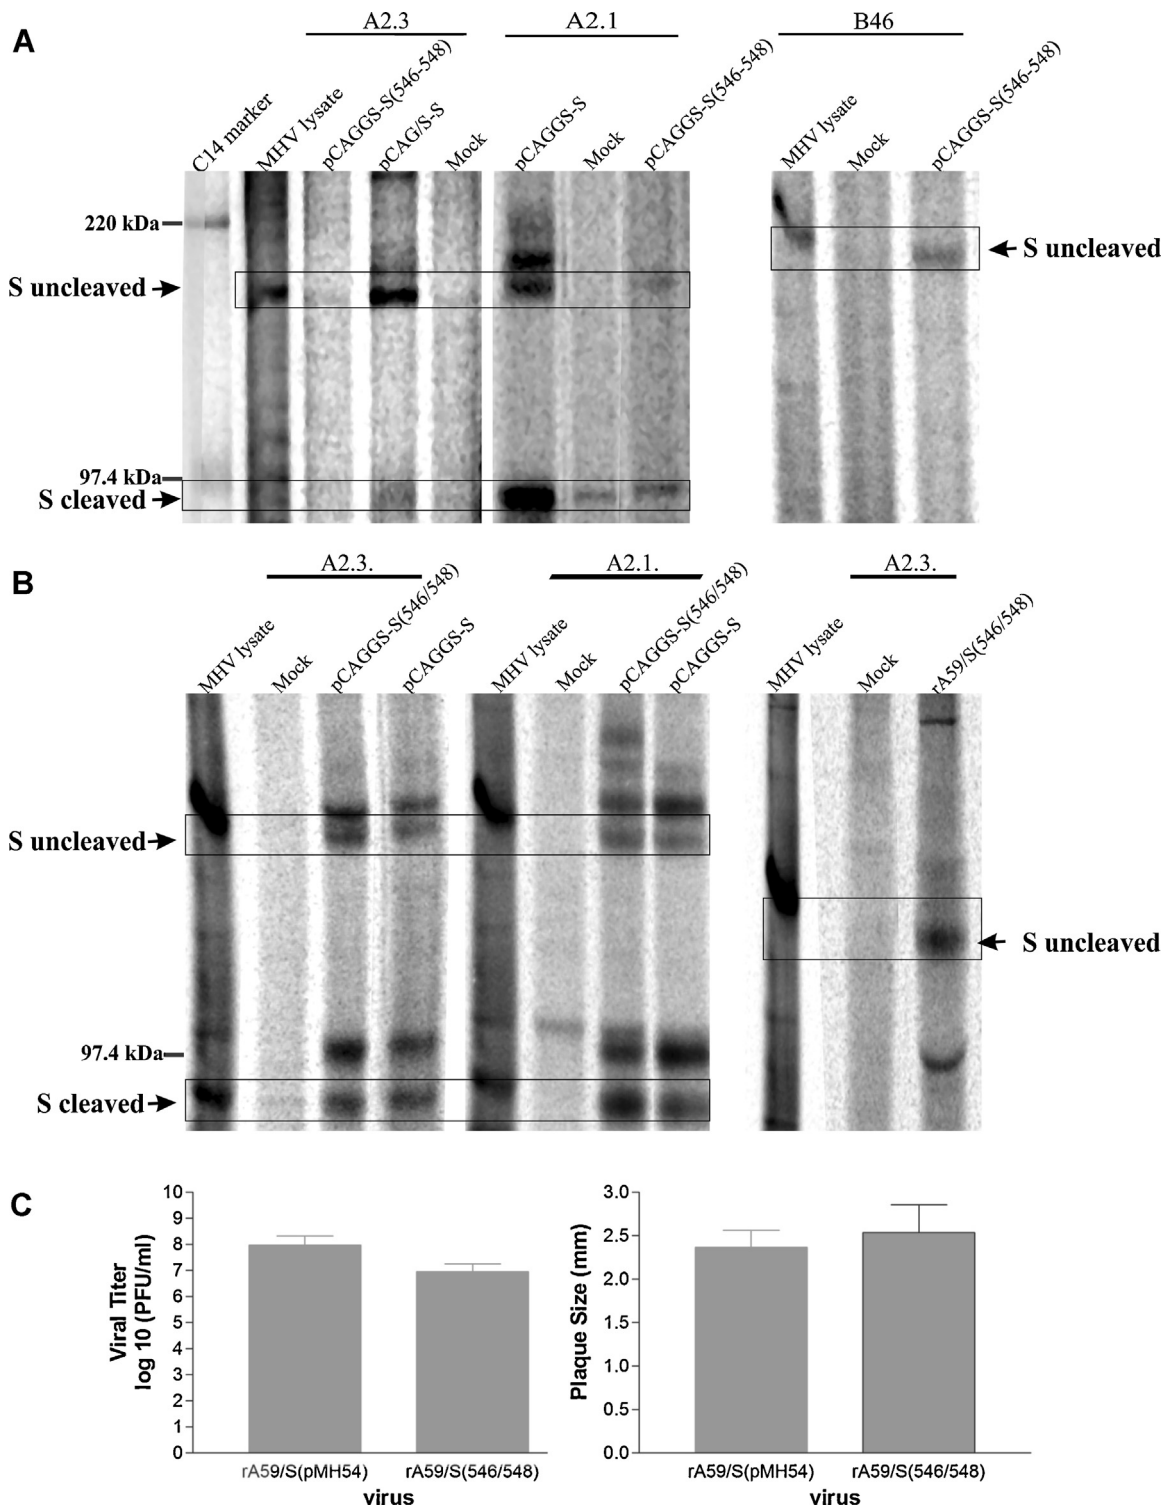 A
A2.3
A2.1
B46
C14 marker
MHV lysate
pCAGGS-S(546-548)
pCAG/S-S
Mock
pCAGGS-S
Mock
pCAGGS-S(546-548)
MHV lysate
Mock
pCAGGS-S(546-548)
220 kDa
S uncleaved
S uncleaved
97.4 kDa
S cleaved
B
A2.3.
A2.1.
A2.3.
MHV lysate
Mock
pCAGGS-S(546/548)
pCAGGS-S
MHV lysate
Mock
pCAGGS-S(546/548)
pCAGGS-S
MHV lysate
Mock
rA59/S(546/548)
S uncleaved
S uncleaved
97.4 kDa
S cleaved
C
Viral Titer
log 10 (PFU/ml)
10
9
8
7
6
5
4
3
2
1
0
rA59/S(pMH54)
rA59/S(546/548)
virus
Plaque Size (mm)
3.0
2.5
2.0
1.5
1.0
0.5
0.0
rA59/S(pMH54)
rA59/S(546/548)
virus